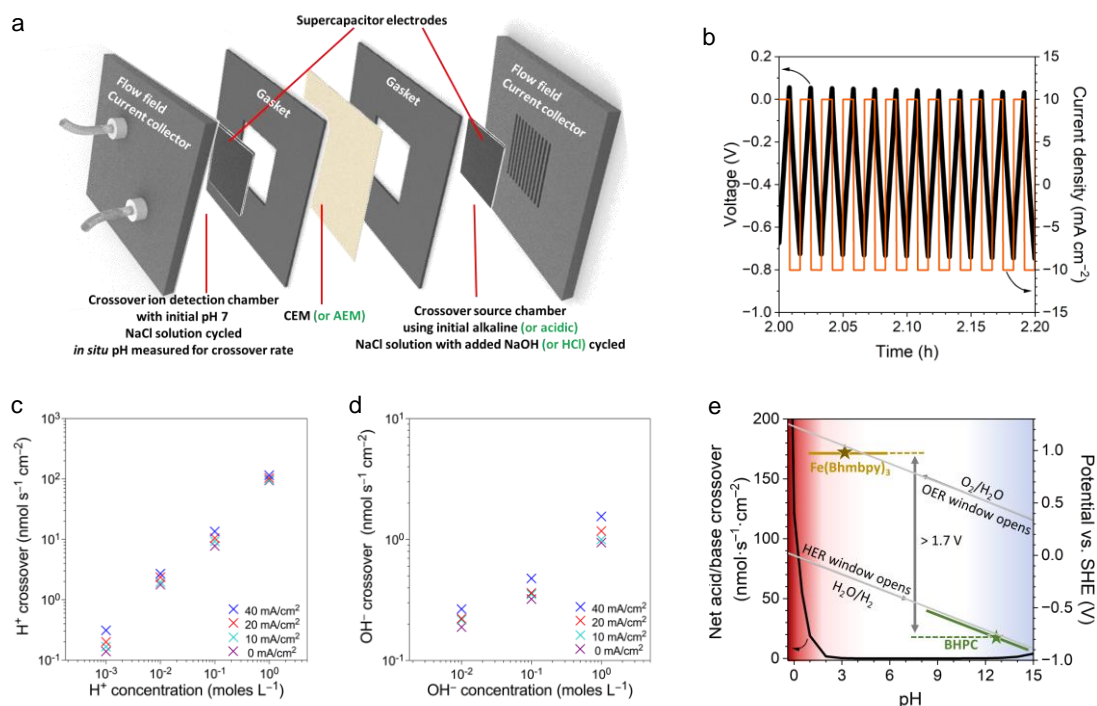 a
Supercapacitor electrodes
Flow field
Current collector
Gasket
Gasket
Flow field
Current collector
Crossover ion detection chamber
with initial pH 7
NaCl solution cycled
in situ pH measured for crossover rate
CEM (or AEM)
Crossover source chamber
using initial alkaline (or acidic)
NaCl solution with added NaOH (or HCl) cycled
b
0.2
0.0
−0.2
−0.4
−0.6
−0.8
−1.0
Voltage (V)
15
10
5
0
−5
−10
−15
Current density (mA cm⁻²)
2.00
2.05
2.10
2.15
2.20
Time (h)
c
10³
10²
10¹
10⁰
10⁻¹
H⁺ crossover (nmol s⁻¹ cm⁻²)
40 mA/cm²
20 mA/cm²
10 mA/cm²
0 mA/cm²
10⁻³
10⁻²
10⁻¹
10⁰
H⁺ concentration (moles L⁻¹)
d
10¹
10⁰
10⁻¹
OH⁻ crossover (nmol s⁻¹ cm⁻²)
40 mA/cm²
20 mA/cm²
10 mA/cm²
0 mA/cm²
10⁻²
10⁻¹
10⁰
OH⁻ concentration (moles L⁻¹)
e
200
150
100
50
0
Net acid/base crossover
(nmol·s⁻¹·cm⁻²)
Fe(Bhmbpy)₃
O₂/H₂O
OER window opens
> 1.7 V
HER window opens
H₂O/H₂
BHPC
1.0
0.5
0.0
−0.5
−1.0
Potential vs. SHE (V)
0
3
6
9
12
15
pH